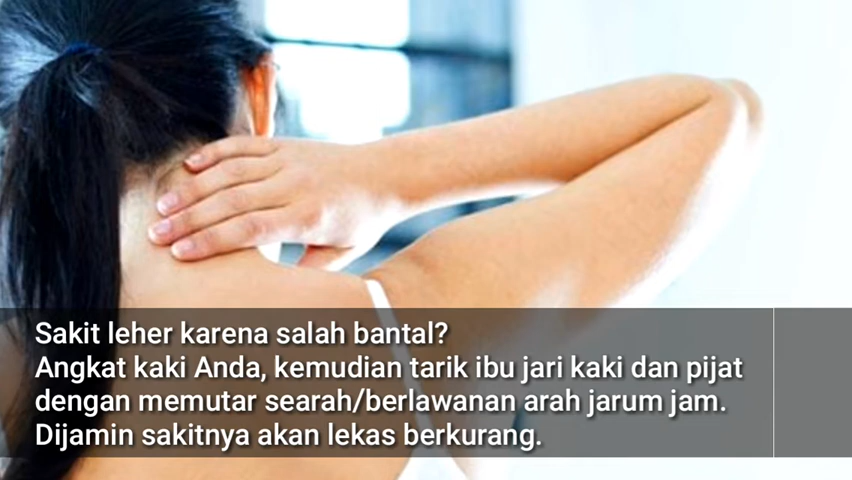 Sakit leher karena salah bantal?
Angkat kaki Anda, kemudian tarik ibu jari kaki dan pijat
dengan memutar searah/berlawanan arah jarum jam.
Dijamin sakitnya akan lekas berkurang.